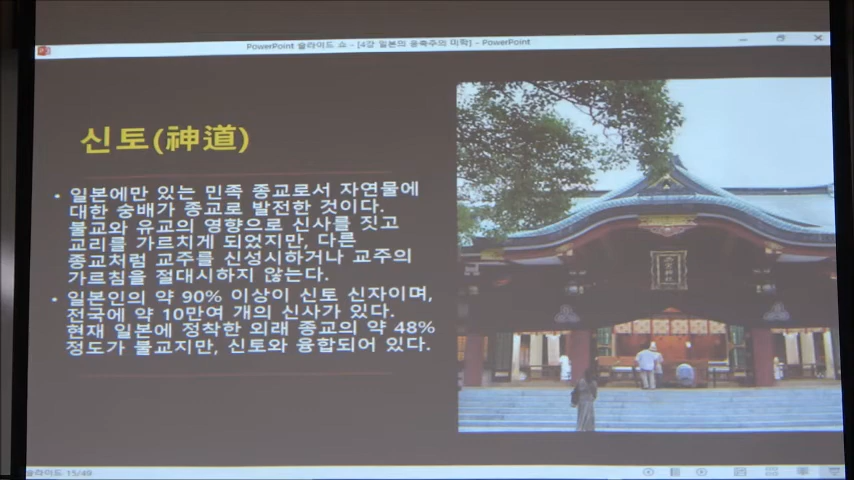 PowerPoint 슬라이드 쇼 - [4강 일본의 응축주의 미학] - PowerPoint
신토(神道)
• 일본에만 있는 민족 종교로서 자연물에
대한 숭배가 종교로 발전한 것이다.
불교와 유교의 영향으로 신사를 짓고
교리를 가르치게 되었지만, 다른
종교처럼 교주를 신성시하거나 교주의
가르침을 절대시하지 않는다.
• 일본인의 약 90% 이상이 신토 신자이며,
전국에 약 10만여 개의 신사가 있다.
현재 일본에 정착한 외래 종교의 약 48%
정도가 불교지만, 신토와 융합되어 있다.
슬라이드 15/49